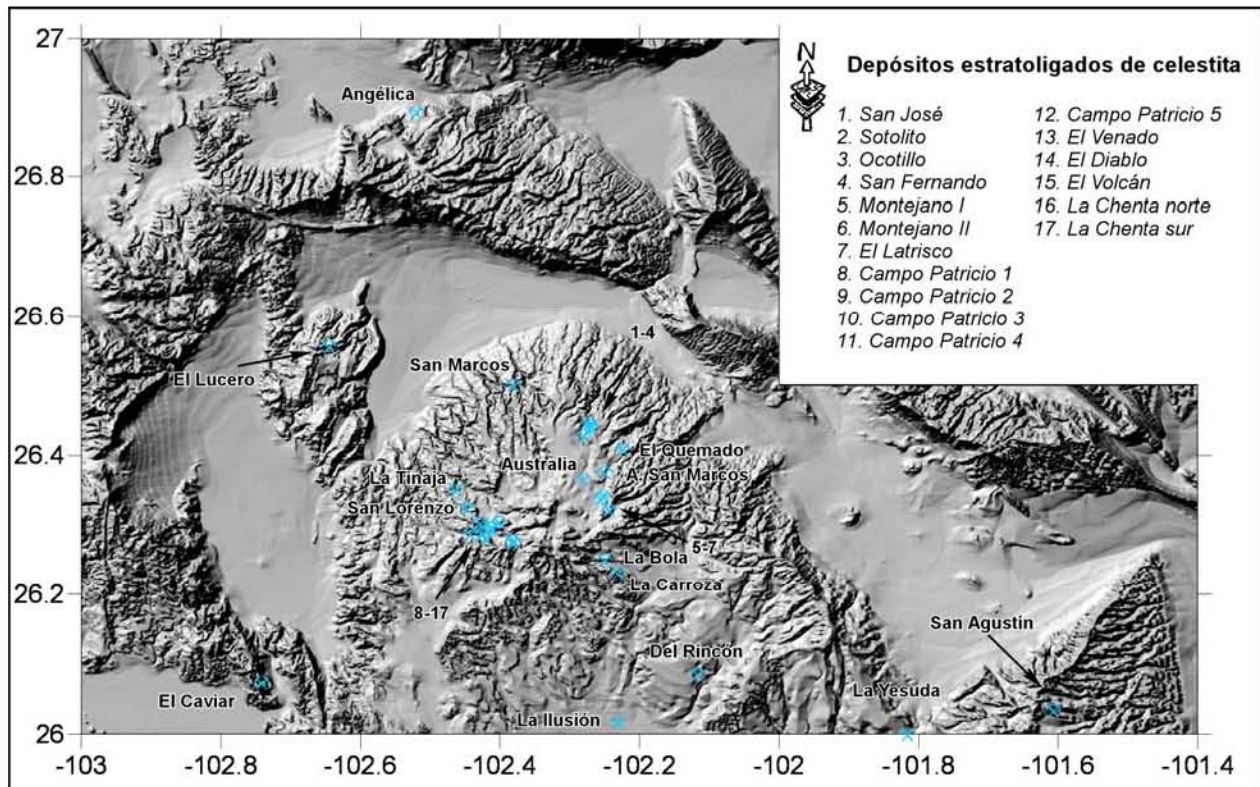 N
Depósitos estratoligados de celestita
1. San José
2. Sotolito
3. Ocotillo
4. San Fernando
5. Montejano I
6. Montejano II
7. El Latrisco
8. Campo Patricio 1
9. Campo Patricio 2
10. Campo Patricio 3
11. Campo Patricio 4
12. Campo Patricio 5
13. El Venado
14. El Diablo
15. El Volcán
16. La Chenta norte
17. La Chenta sur
27
26.8
26.6
26.4
26.2
26
Angélica
1-4
San Marcos
El Lucero
El Quemado
Australia
A. San Marcos
La Tinaja
San Lorenzo
5-7
La Bola
La Carroza
8-17
San Agustín
Del Rincón
La Yesuda
El Caviar
La Ilusión
-103 -102.8 -102.6 -102.4 -102.2 -102 -101.8 -101.6 -101.4